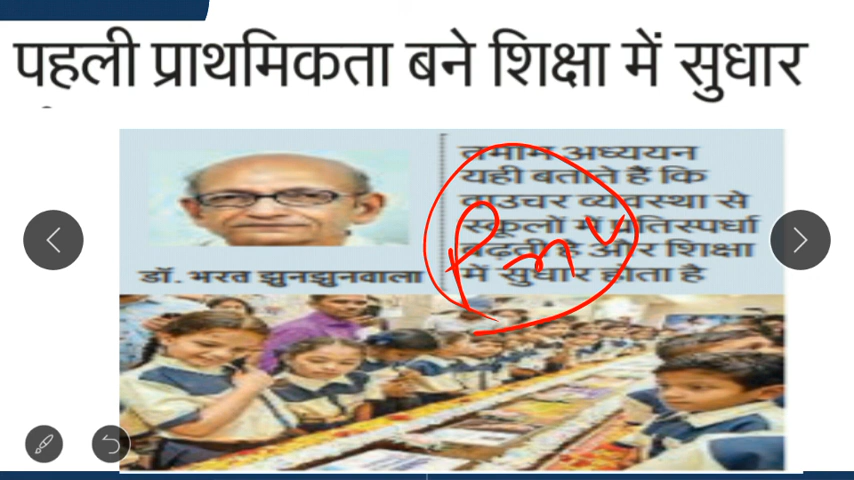 पहली प्राथमिकता बने शिक्षा में सुधार
तमाम अध्ययन
यही बताते हैं कि
वाउचर व्यवस्था से
स्कूलों में प्रतिस्पर्धा
बढ़ती है और शिक्षा
में सुधार होता है
डॉ. भरत झुनझुनवाला